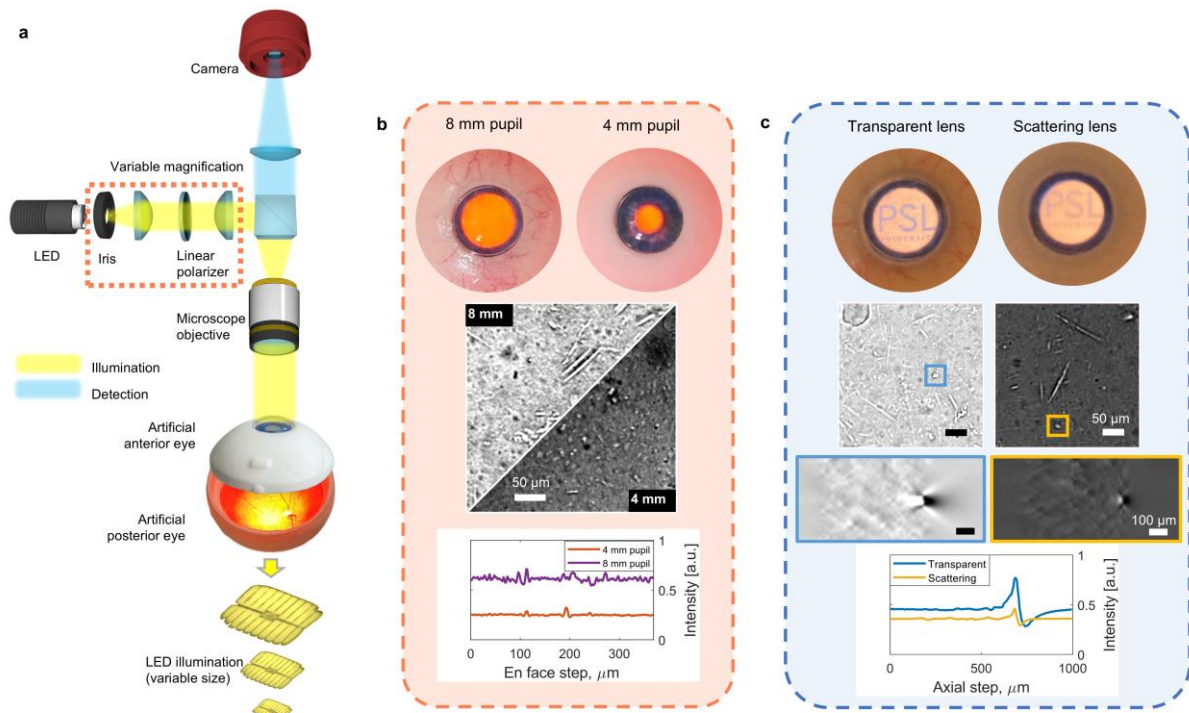 a
Camera
Variable magnification
LED
Iris
Linear
polarizer
Microscope
objective
Illumination
Detection
Artificial
anterior eye
Artificial
posterior eye
LED illumination
(variable size)
b
8 mm pupil
4 mm pupil
8 mm
50 µm
4 mm
4 mm pupil
8 mm pupil
1
0.5
0
Intensity [a.u.]
0
100
200
300
En face step, µm
c
Transparent lens
Scattering lens
PSL
UNIVERSIT
PSL
UNIVERSIT
50 µm
100 µm
Transparent
Scattering
1
0.5
0
Intensity [a.u.]
0
500
1000
Axial step, µm